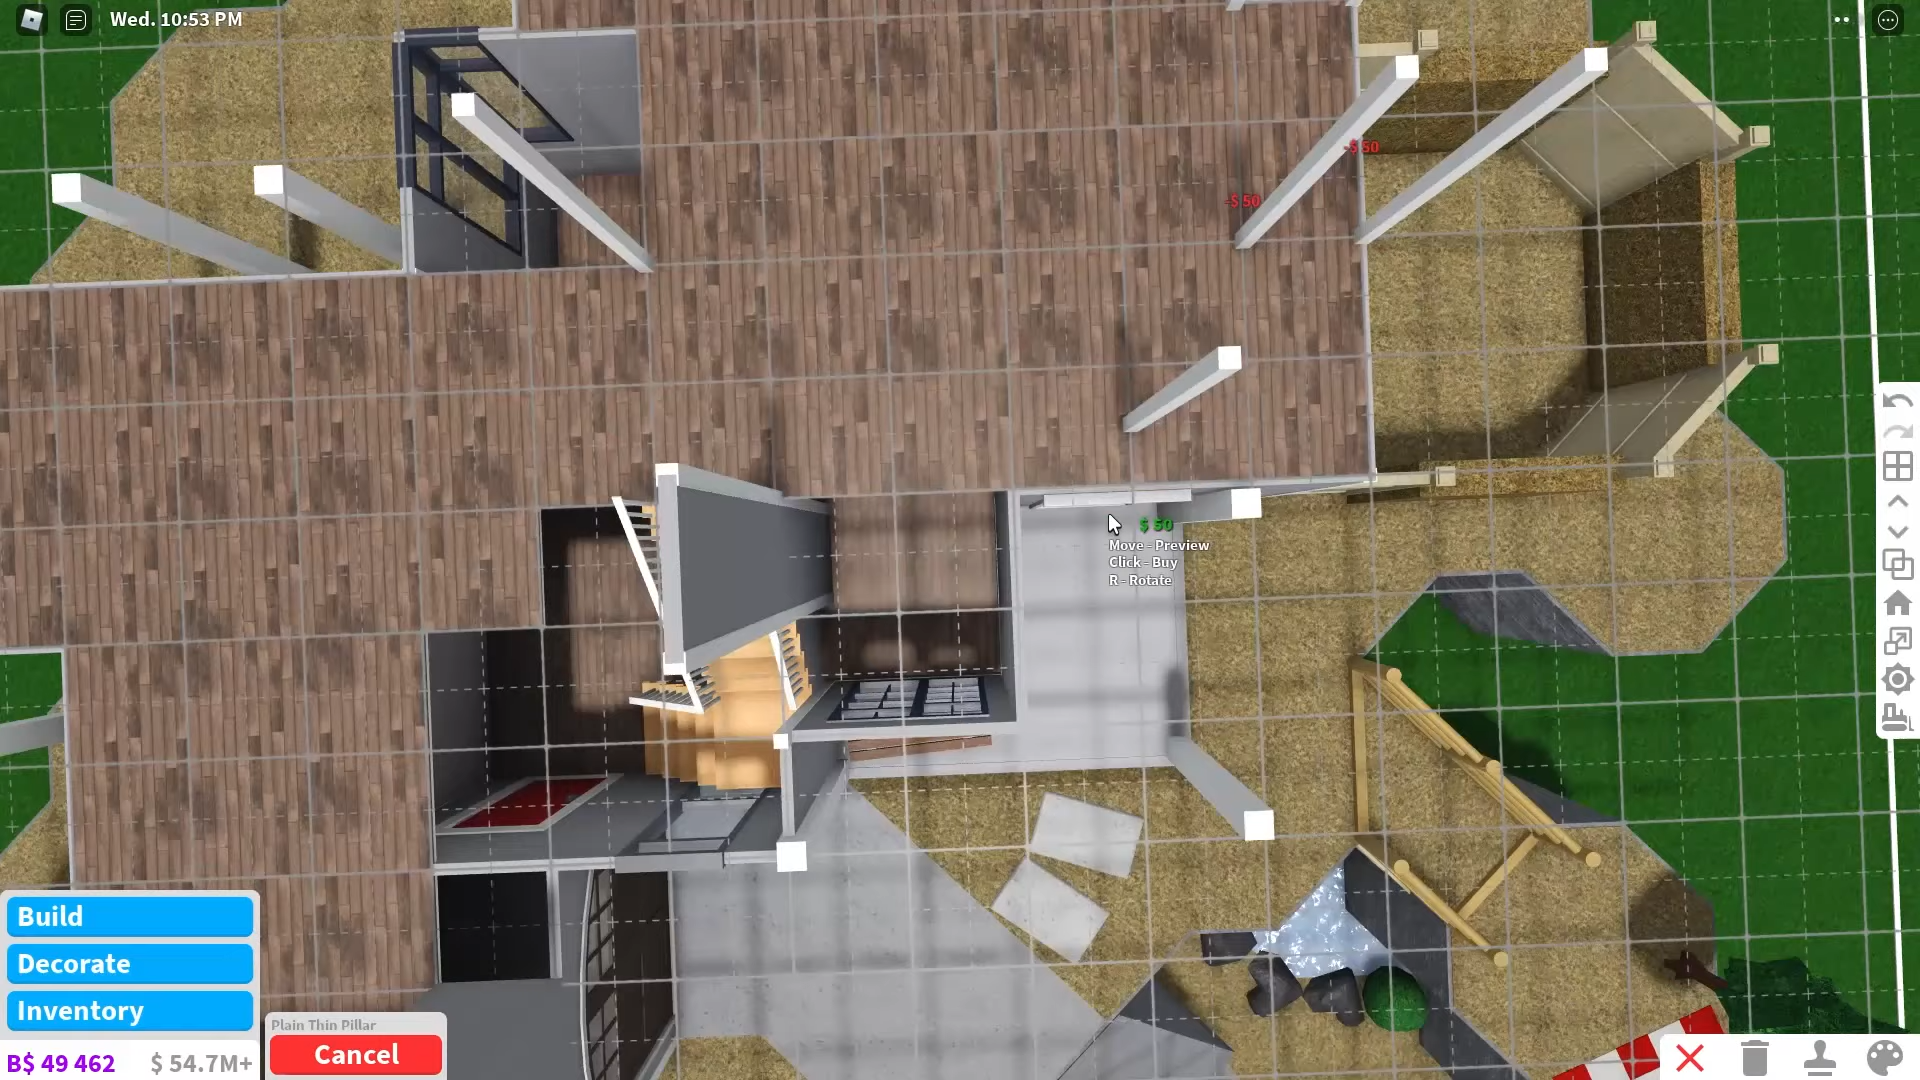 Wed. 10:53 PM
-$ 50
-$ 50
$ 50
Move - Preview
Click - Buy
R - Rotate
Build
Decorate
Inventory
Plain Thin Pillar
Cancel
B$ 49 462
$ 54.7M+